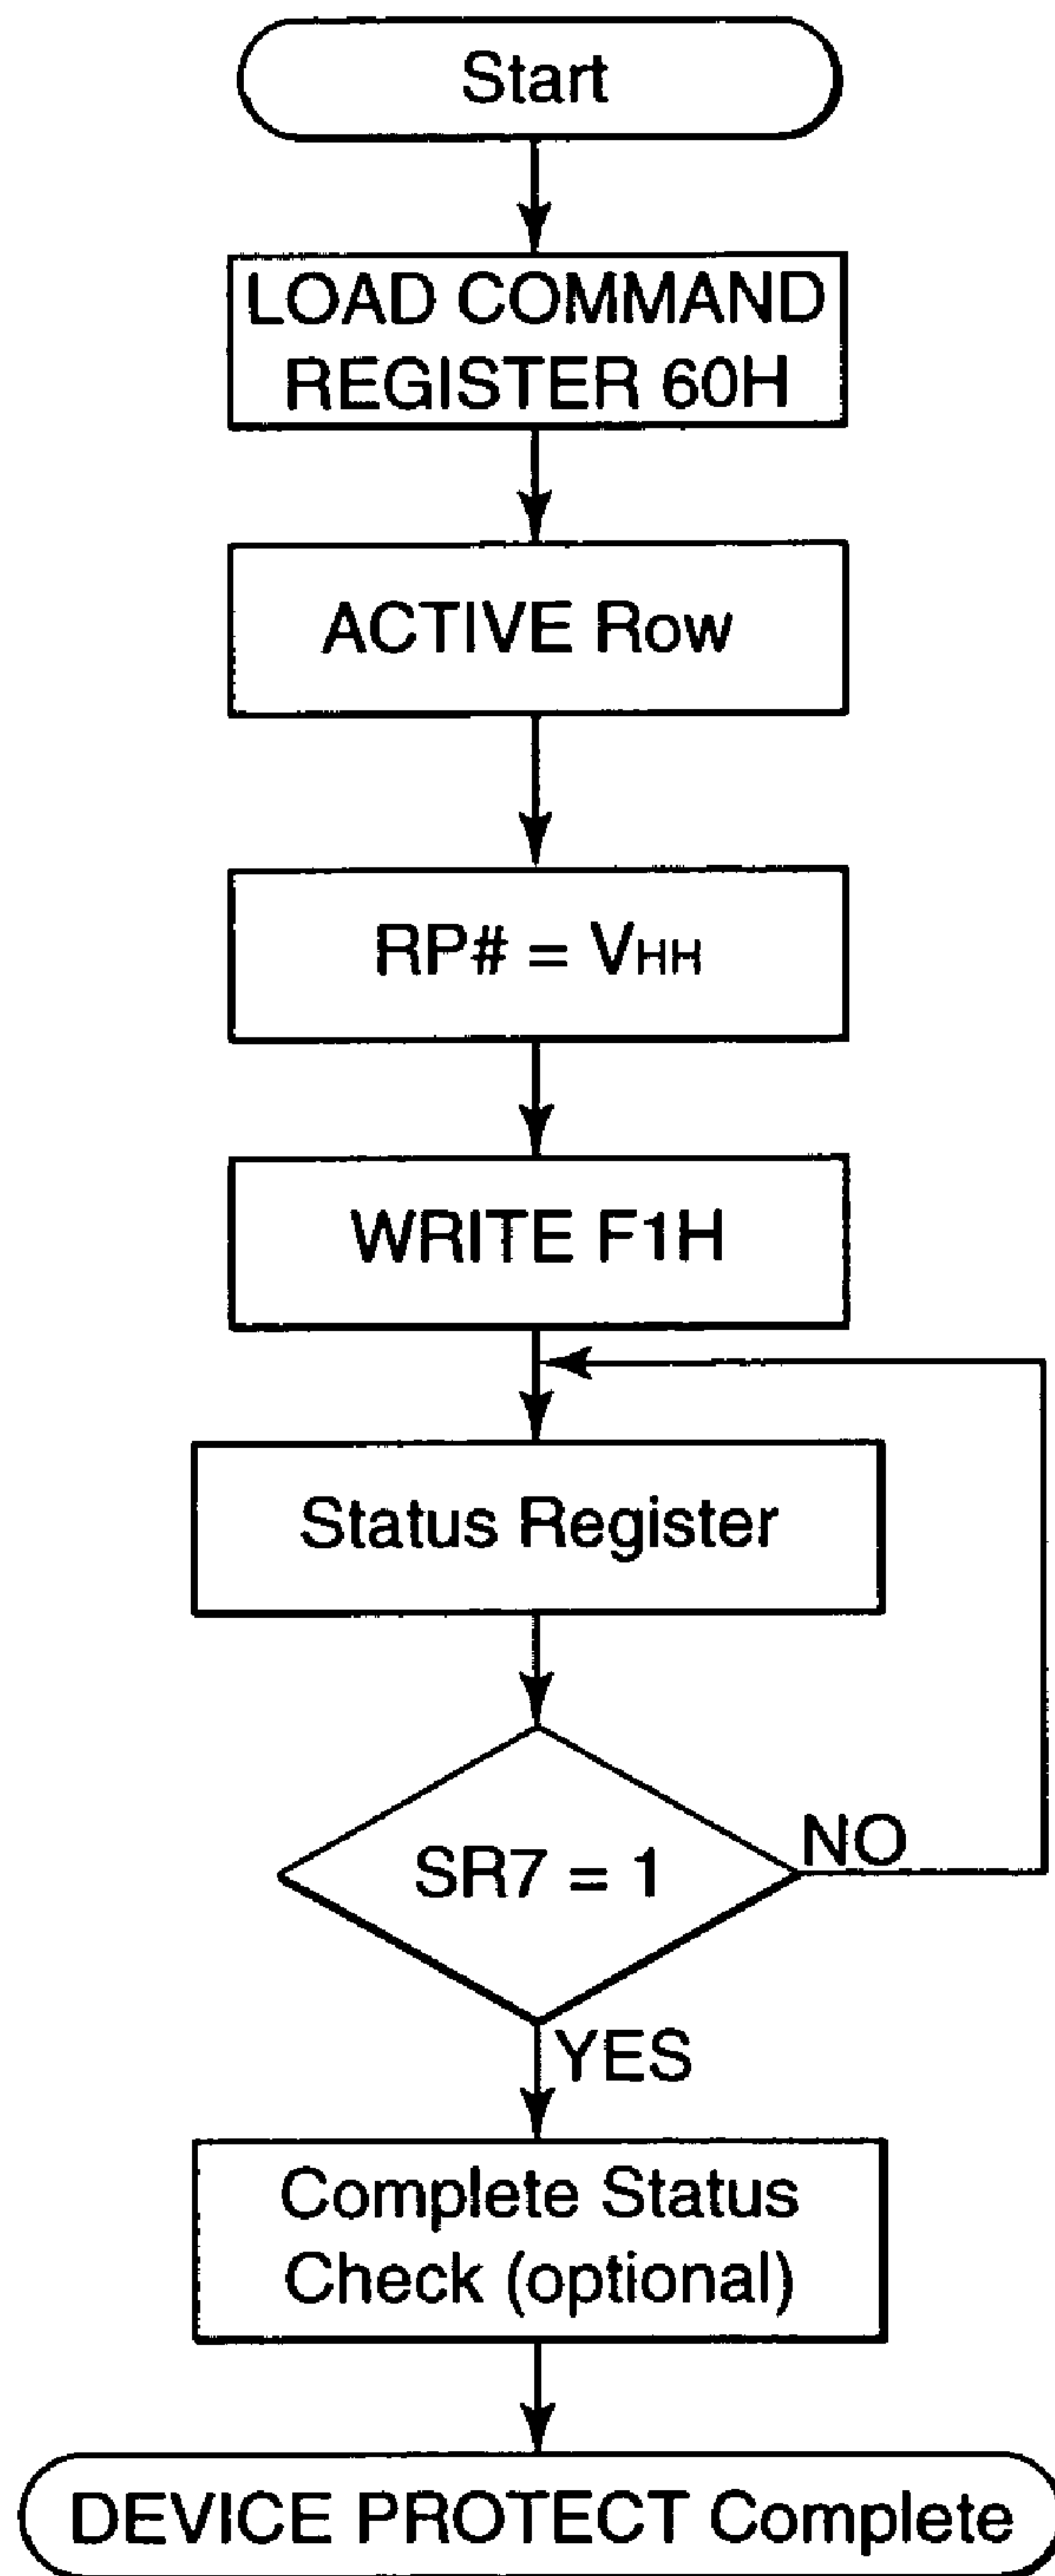 Start
LOAD COMMAND
REGISTER 60H
ACTIVE Row
RP# = VHH
WRITE F1H
Status Register
SR7 = 1
NO
YES
Complete Status
Check (optional)
DEVICE PROTECT Complete